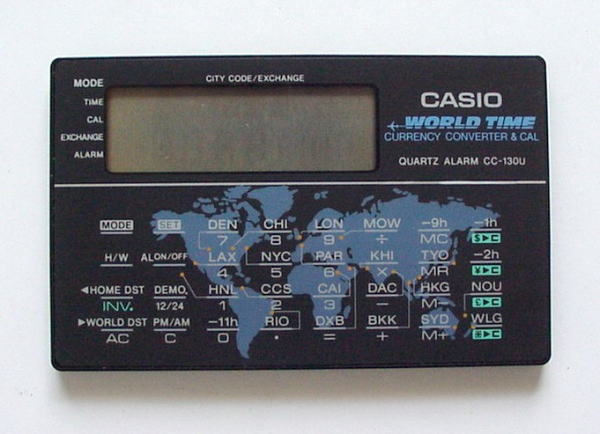 MODE
CITY CODE/EXCHANGE
TIME
CAL
EXCHANGE
ALARM
CASIO
WORLD TIME
CURRENCY CONVERTER & CAL
QUARTZ ALARM CC-130U
MODE SET DEN CHI LON MOW -9h -1h
7 8 9 ÷ MC $▶C
H/W AL ON/OFF LAX NYC PAR KHI TYO -2h
4 5 6 × MR ¥▶C
◀HOME DST DEMO. HNL CCS CAI DAC HKG NOU
INV. 12/24 1 2 3 − M− £▶C
▶WORLD DST PM/AM -11h RIO DXB BKK SYD WLG
AC C 0 · = + M+ ▶C